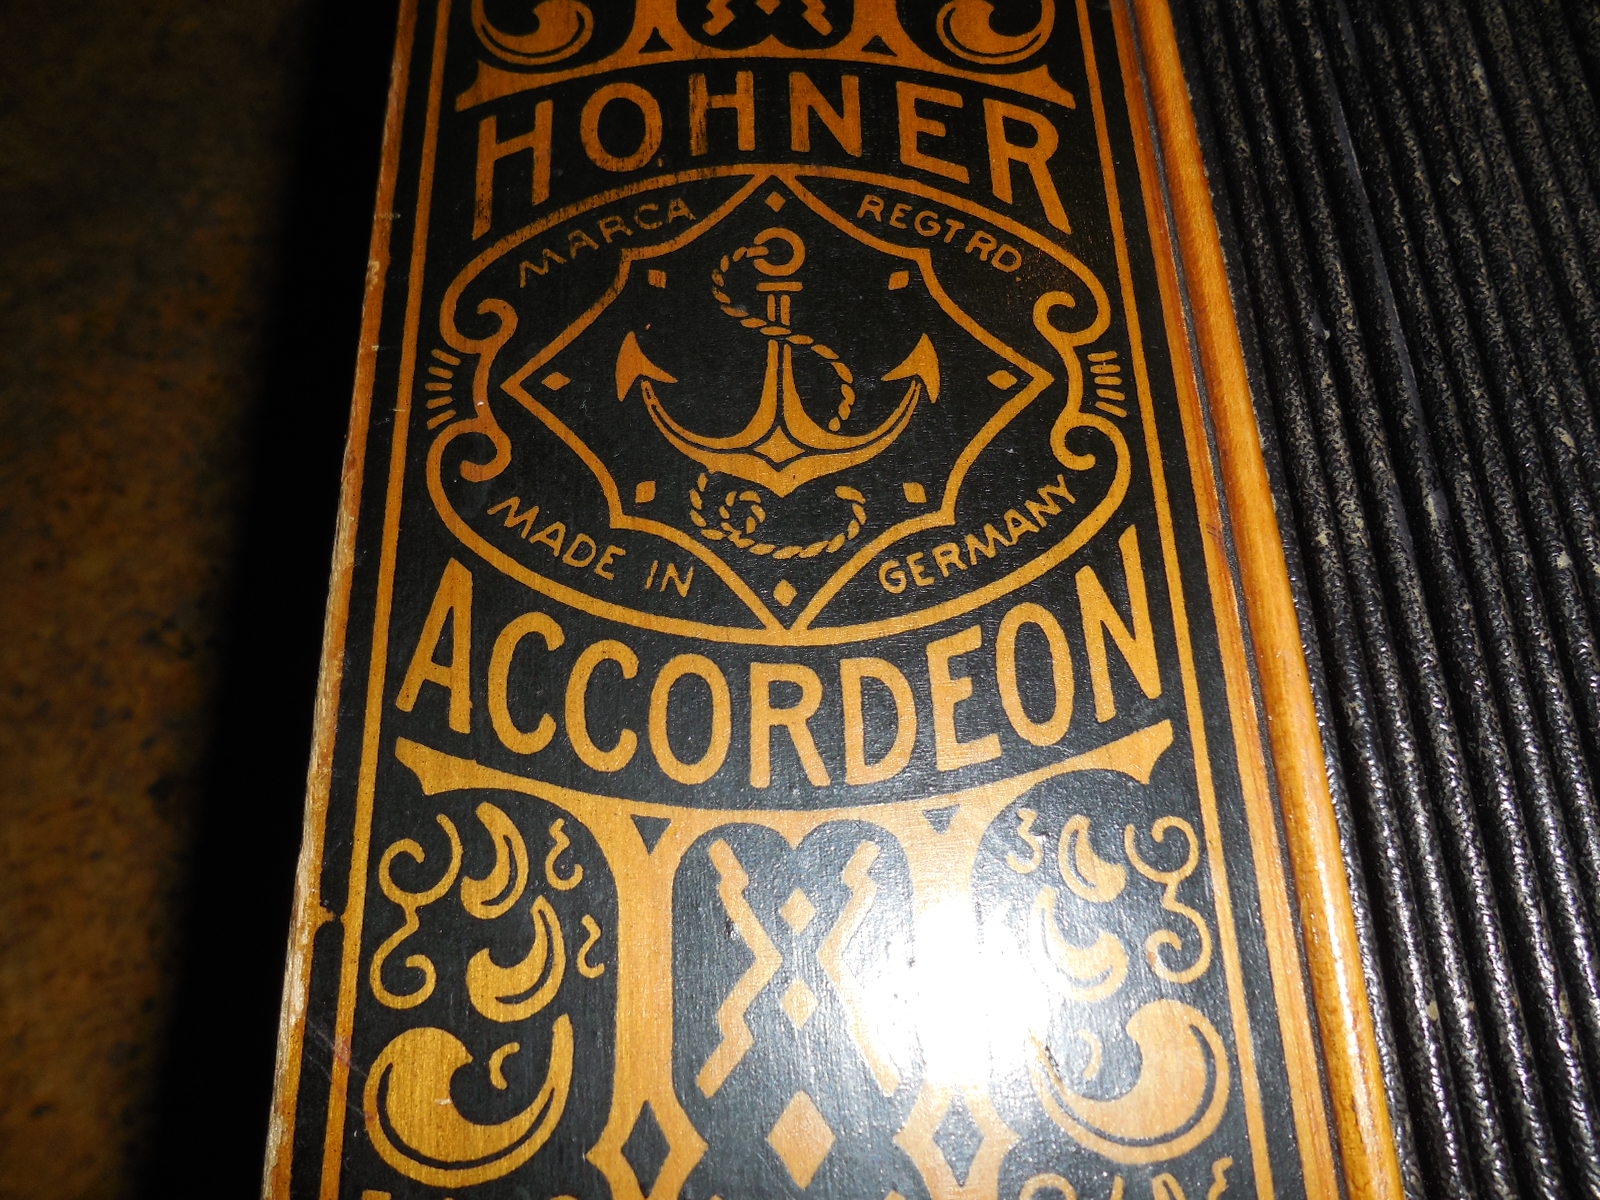 HOHNER
MARCA REGTRD
MADE IN GERMANY
ACCORDEON